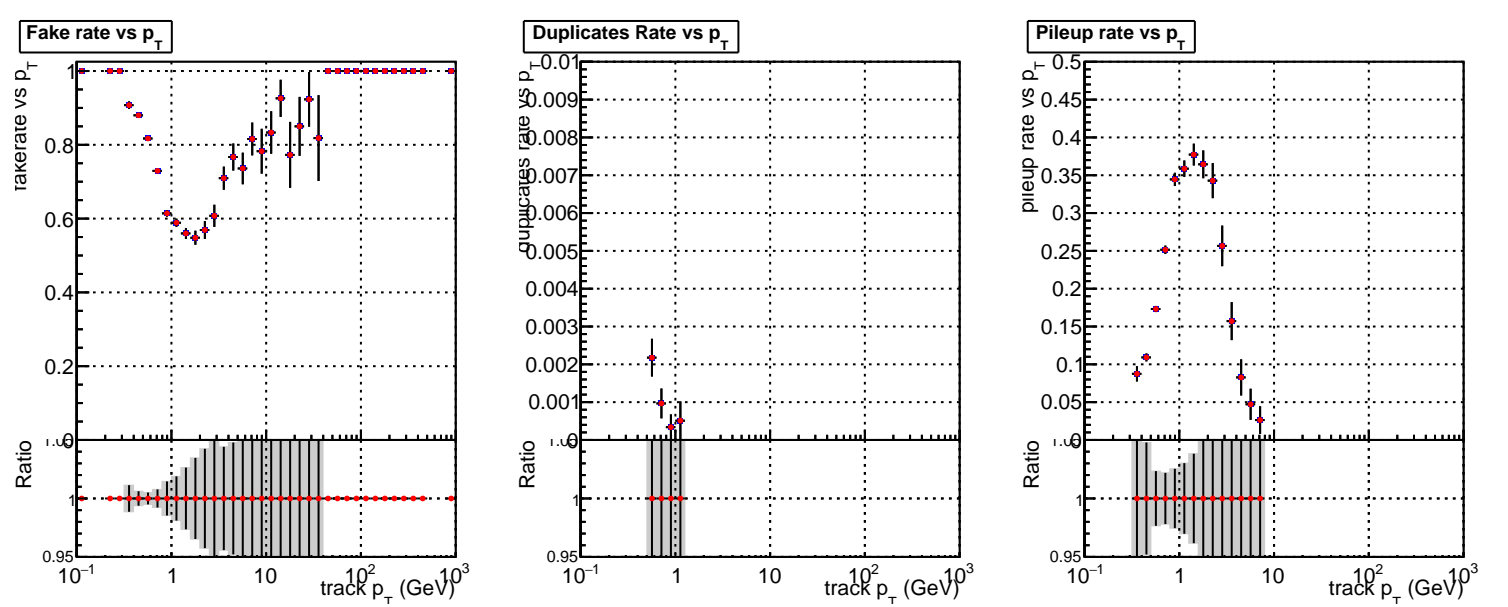 Fake rate vs p_T
fakerate vs p_T
1
0.8
0.6
0.4
0.2
0
Ratio
1.05
1
0.95
10^−1 1 10 10^2 10^3
track p_T (GeV)
Duplicates Rate vs p_T
duplicates rate vs p_T
0.01
0.009
0.008
0.007
0.006
0.005
0.004
0.003
0.002
0.001
0
Ratio
1
0.95
10^−1 1 10 10^2 10^3
track p_T (GeV)
Pileup rate vs p_T
pileup rate vs p_T
0.5
0.45
0.4
0.35
0.3
0.25
0.2
0.15
0.1
0.05
0
Ratio
1
0.95
10^−1 1 10 10^2 10^3
track p_T (GeV)